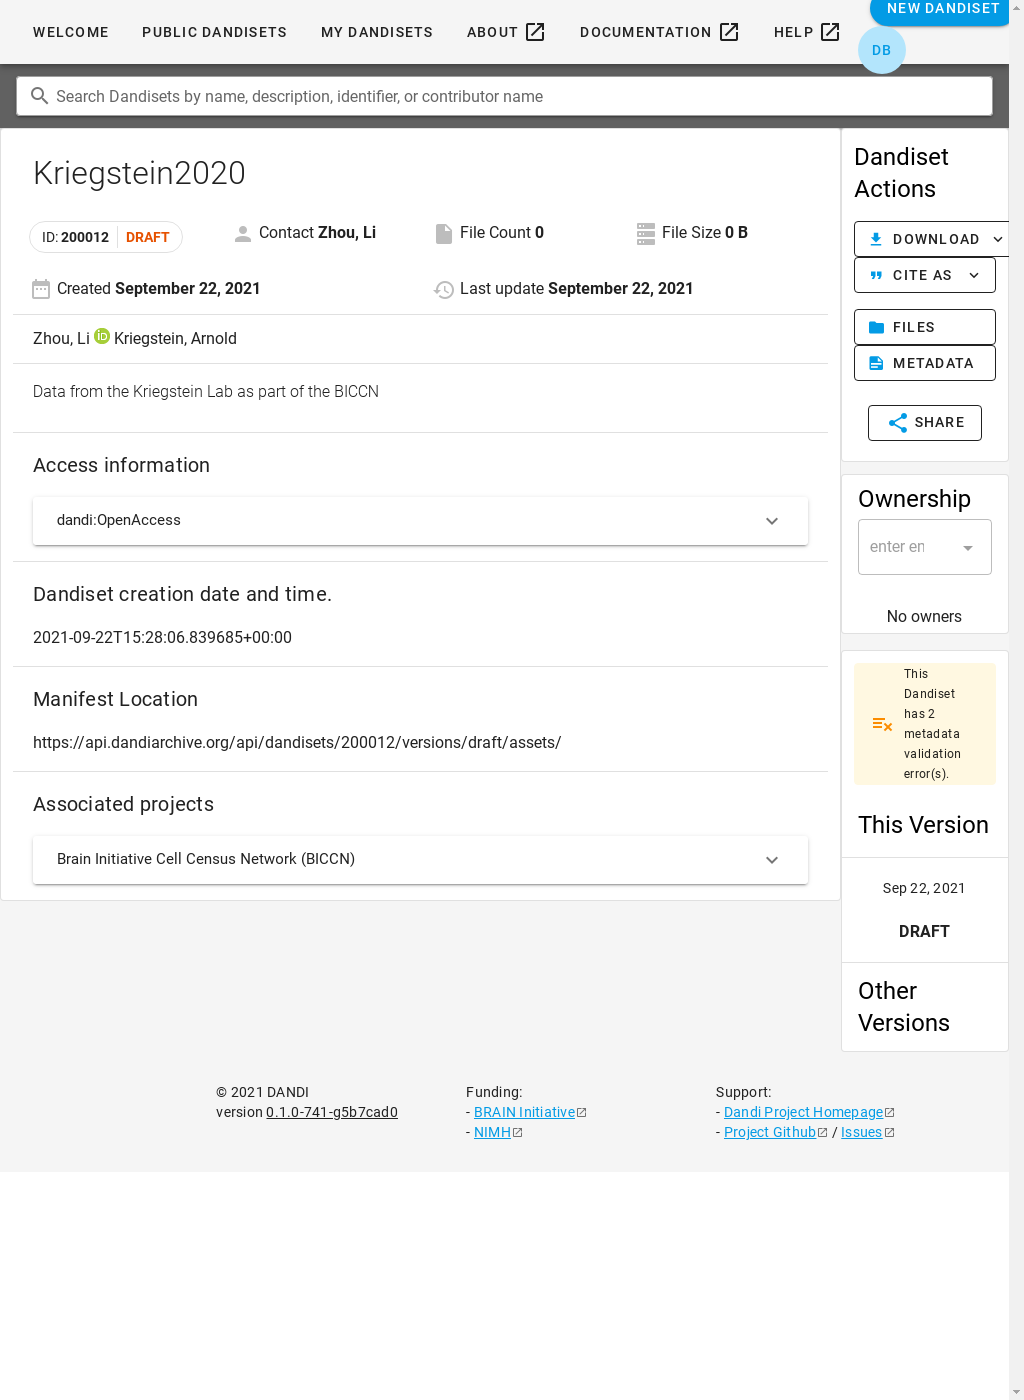 WELCOME PUBLIC DANDISETS MY DANDISETS ABOUT DOCUMENTATION HELP NEW DANDISET
DB
Search Dandisets by name, description, identifier, or contributor name
Kriegstein2020
ID: 200012 DRAFT
Contact Zhou, Li
File Count 0
File Size 0 B
Created September 22, 2021
Last update September 22, 2021
Zhou, Li iD Kriegstein, Arnold
Data from the Kriegstein Lab as part of the BICCN
Access information
dandi:OpenAccess
Dandiset creation date and time.
2021-09-22T15:28:06.839685+00:00
Manifest Location
https://api.dandiarchive.org/api/dandisets/200012/versions/draft/assets/
Associated projects
Brain Initiative Cell Census Network (BICCN)
Dandiset
Actions
DOWNLOAD
CITE AS
FILES
METADATA
SHARE
Ownership
enter en
No owners
This
Dandiset
has 2
metadata
validation
error(s).
This Version
Sep 22, 2021
DRAFT
Other
Versions
© 2021 DANDI
version 0.1.0-741-g5b7cad0
Funding:
- BRAIN Initiative
- NIMH
Support:
- Dandi Project Homepage
- Project Github / Issues